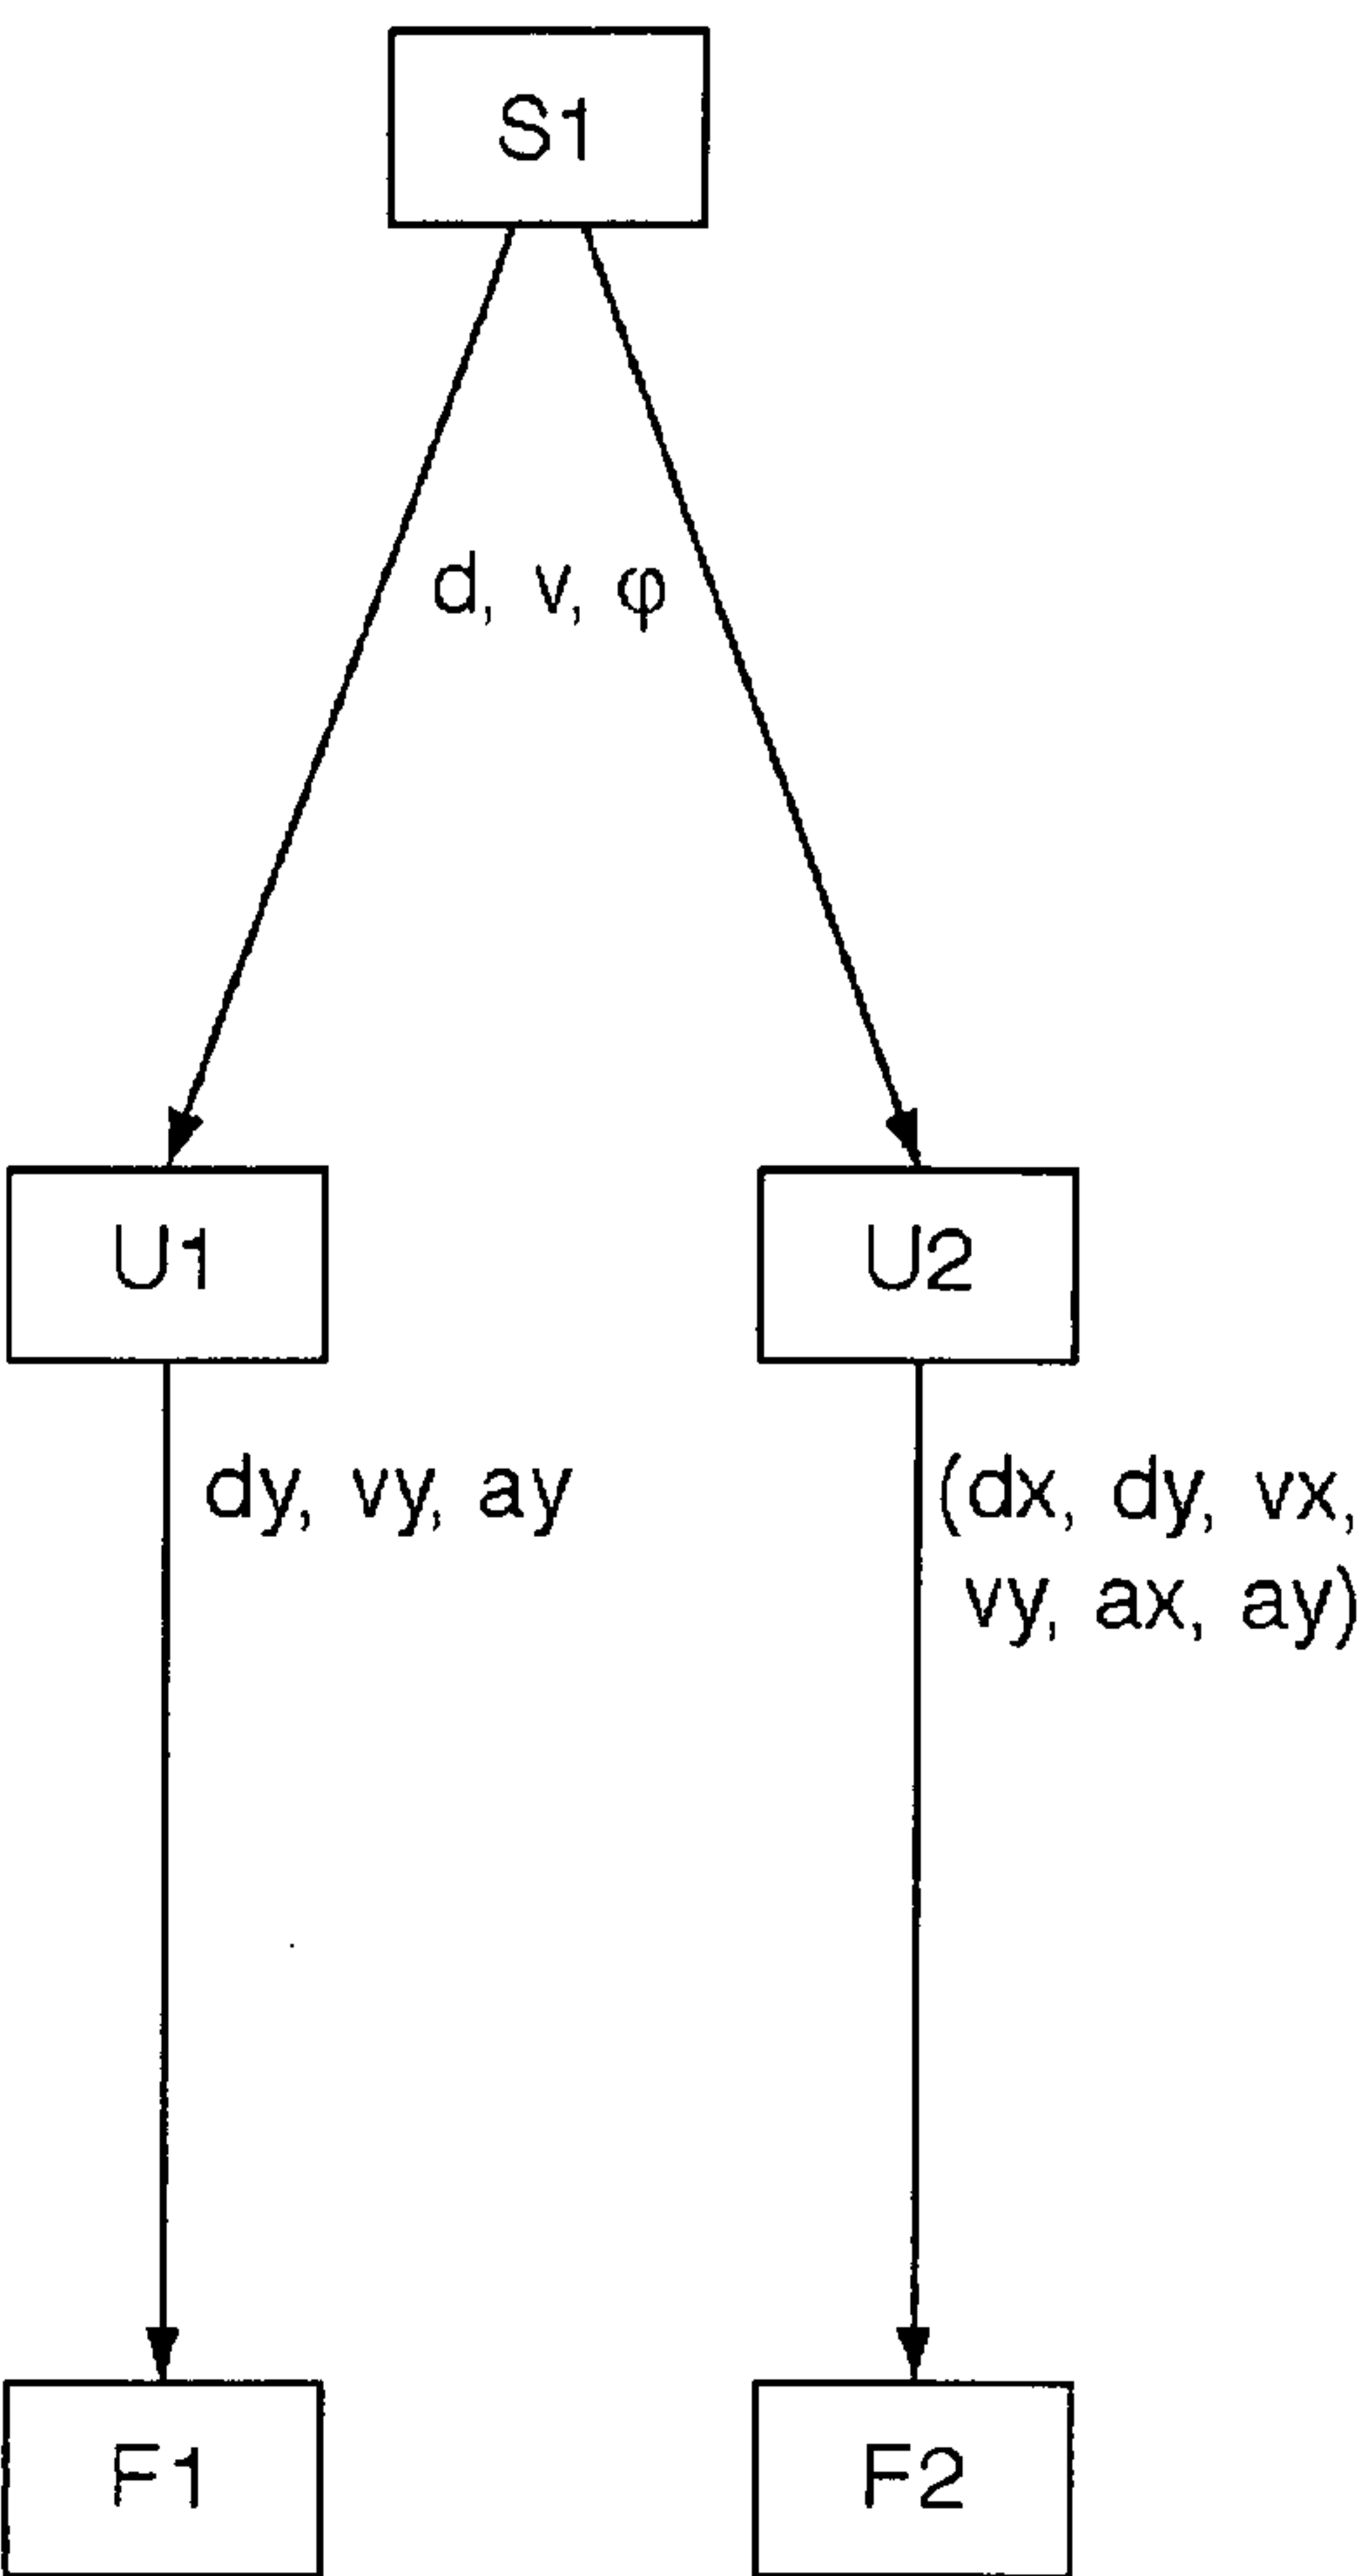 S1
d, v, φ
U1
U2
dy, vy, ay
(dx, dy, vx,
vy, ax, ay)
F1
F2